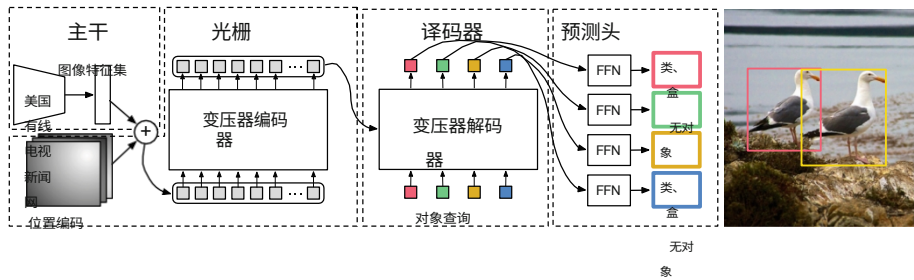 主干
光栅
译码器
预测头
图像特征集
美国
有线
电视
新闻
网
位置编码
变压器编码
器
变压器解码
器
对象查询
FFN
类、
盒
FFN
无对
象
FFN
FFN
类、
盒
无对
象